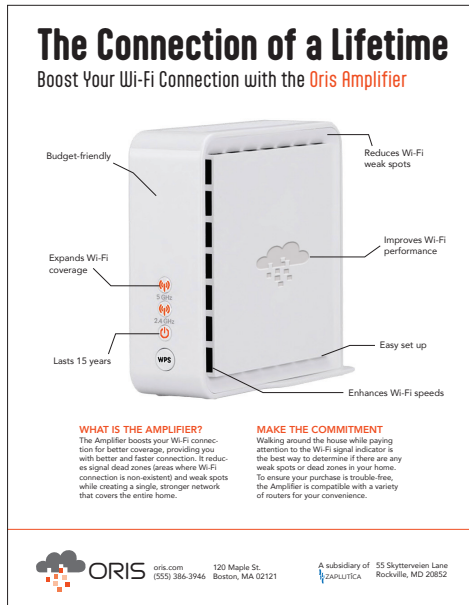 The Connection of a Lifetime
Boost Your Wi-Fi Connection with the Oris Amplifier
Budget-friendly
Reduces Wi-Fi
weak spots
Expands Wi-Fi
coverage
Improves Wi-Fi
performance
5 GHz
2.4 GHz
WPS
Lasts 15 years
Easy set up
Enhances Wi-Fi speeds
WHAT IS THE AMPLIFIER?
The Amplifier boosts your Wi-Fi connec-
tion for better coverage, providing you
with better and faster connection. It reduc-
es signal dead zones (areas where Wi-Fi
connection is non-existent) and weak spots
while creating a single, stronger network
that covers the entire home.
MAKE THE COMMITMENT
Walking around the house while paying
attention to the Wi-Fi signal indicator is
the best way to determine if there are any
weak spots or dead zones in your home.
To ensure your purchase is trouble-free,
the Amplifier is compatible with a variety
of routers for your convenience.
ORIS
oris.com
(555) 386-3946
120 Maple St.
Boston, MA 02121
A subsidiary of
ZAPLUTICA
55 Skytterveien Lane
Rockville, MD 20852